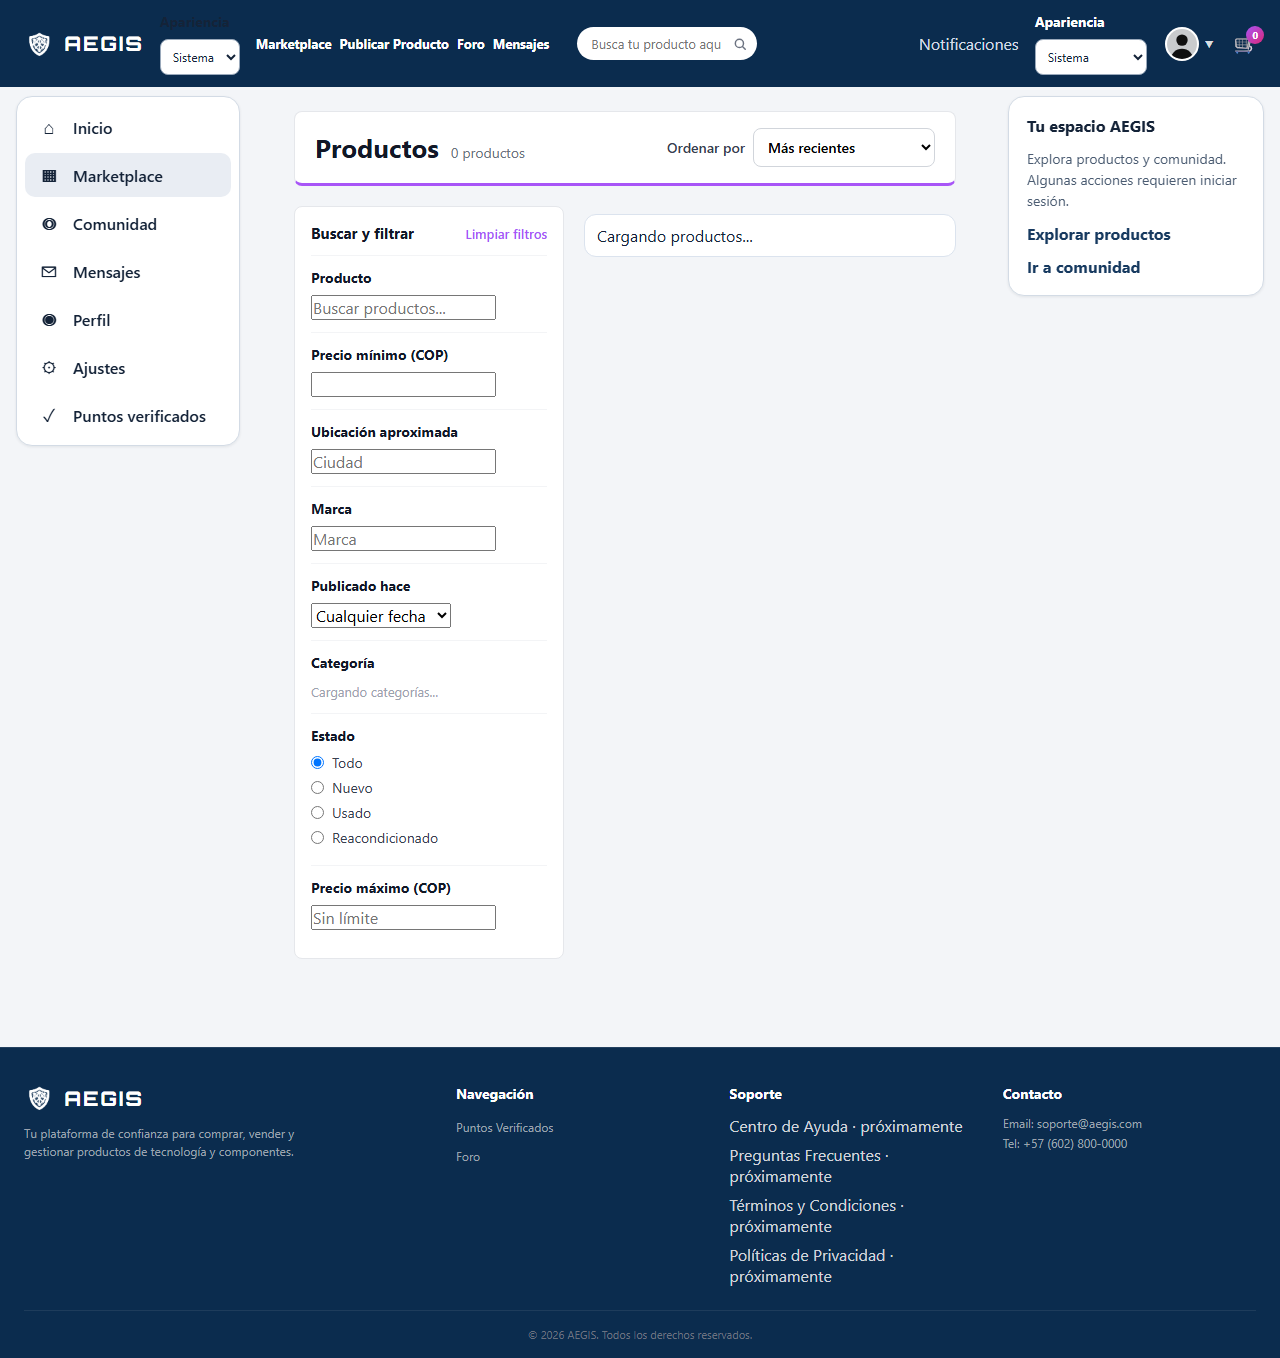 AEGIS
Apariencia
Sistema
Marketplace Publicar Producto Foro Mensajes
Busca tu producto aqu
Notificaciones
Apariencia
Sistema
0
Inicio
Marketplace
Comunidad
Mensajes
Perfil
Ajustes
Puntos verificados
Productos 0 productos
Ordenar por Más recientes
Buscar y filtrar Limpiar filtros
Producto
Buscar productos...
Precio mínimo (COP)
Ubicación aproximada
Ciudad
Marca
Marca
Publicado hace
Cualquier fecha
Categoría
Cargando categorías...
Estado
Todo
Nuevo
Usado
Reacondicionado
Precio máximo (COP)
Sin límite
Cargando productos...
Tu espacio AEGIS
Explora productos y comunidad.
Algunas acciones requieren iniciar
sesión.
Explorar productos
Ir a comunidad
AEGIS
Tu plataforma de confianza para comprar, vender y
gestionar productos de tecnología y componentes.
Navegación
Puntos Verificados
Foro
Soporte
Centro de Ayuda · próximamente
Preguntas Frecuentes ·
próximamente
Términos y Condiciones ·
próximamente
Políticas de Privacidad ·
próximamente
Contacto
Email: soporte@aegis.com
Tel: +57 (602) 800-0000
© 2026 AEGIS. Todos los derechos reservados.